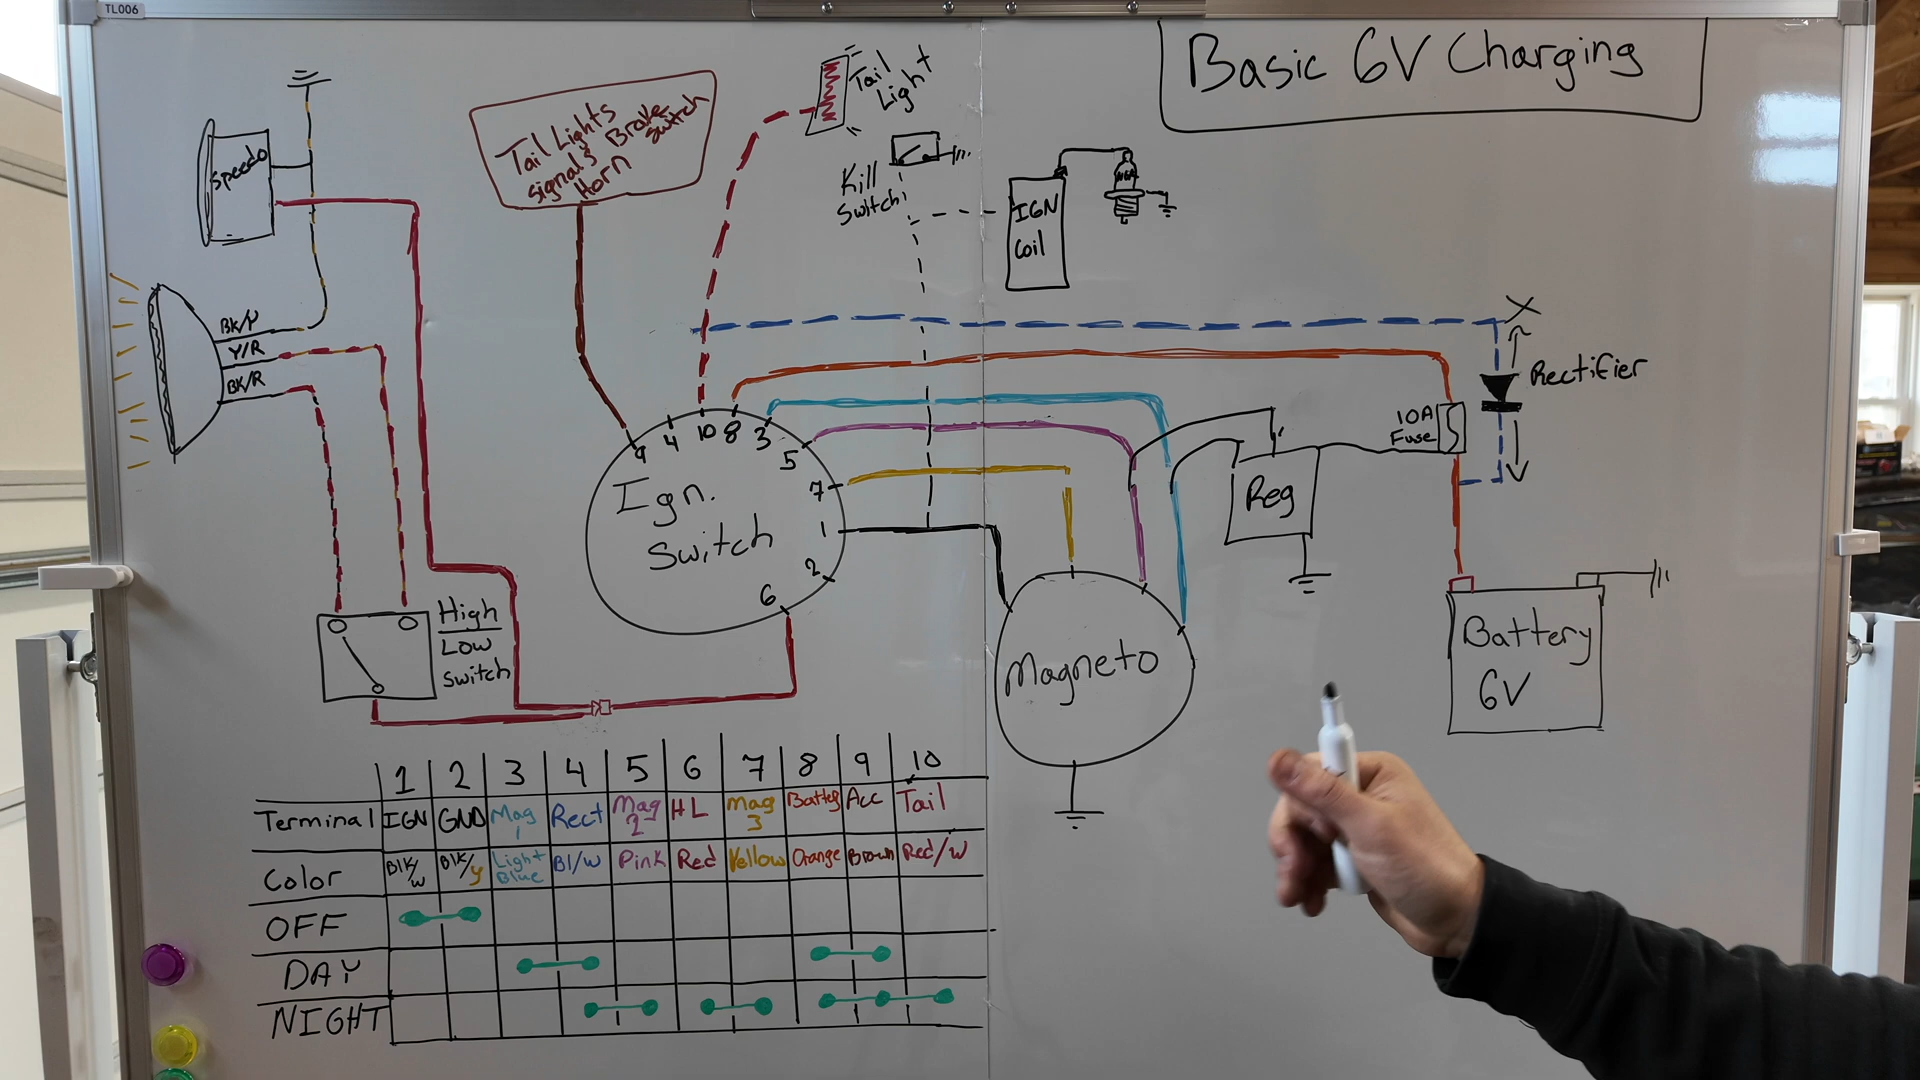 TL006
Basic 6V Charging
Tail
Light
Tail Lights
signals Brake
Switch
Horn
Speedo
Kill
Switch
IGN
Coil
BK/Y
Y/R
BK/R
Rectifier
10A
Fuse
9 4 10 8 3 5 7 1 2 6
Ign.
Switch
Reg
High
Low
Switch
Magneto
Battery
6V
1 2 3 4 5 6 7 8 9 10
Terminal IGN GND Mag 1 Rect Mag 2 HL Mag 3 Battery Acc Tail
Color Blk/w Blk/y Light Blue Bl/w Pink Red Yellow Orange Brown Red/w
OFF
DAY
NIGHT